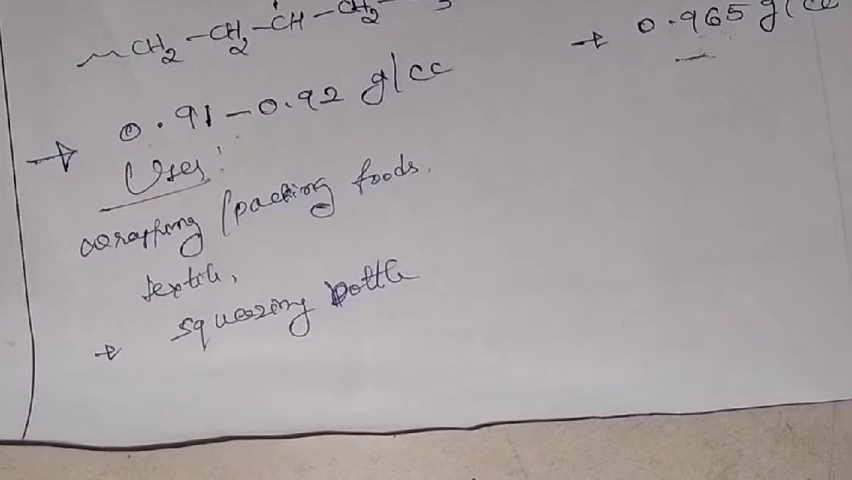 ~CH2-CH2-CH-CH2
→ 0.965 g/cc
→ 0.91-0.92 g/cc
Uses:
wrapping/packing foods.
textile,
→ squeezing bottle